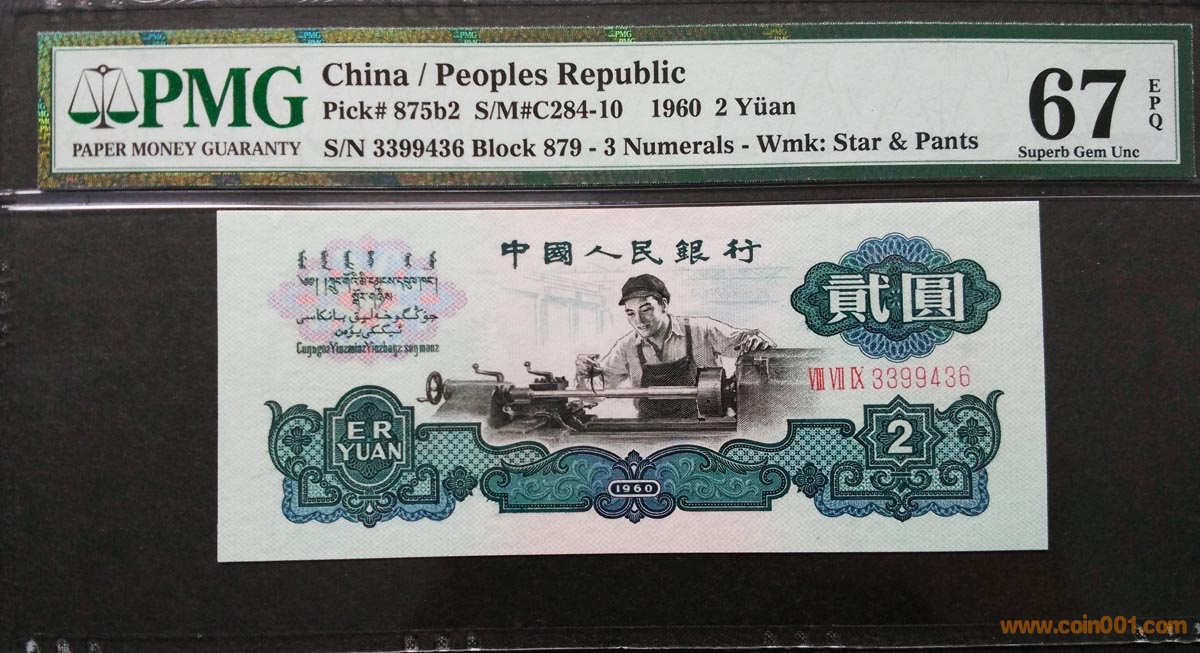 PMG
PAPER MONEY GUARANTY
China / Peoples Republic
Pick# 875b2 S/M#C284-10 1960 2 Yüan
S/N 3399436 Block 879 - 3 Numerals - Wmk: Star & Pants
67
EPQ
Superb Gem Unc
中國人民銀行
貳圓
VIII VII IX 3399436
ER
YUAN
2
1960
www.coin001.com